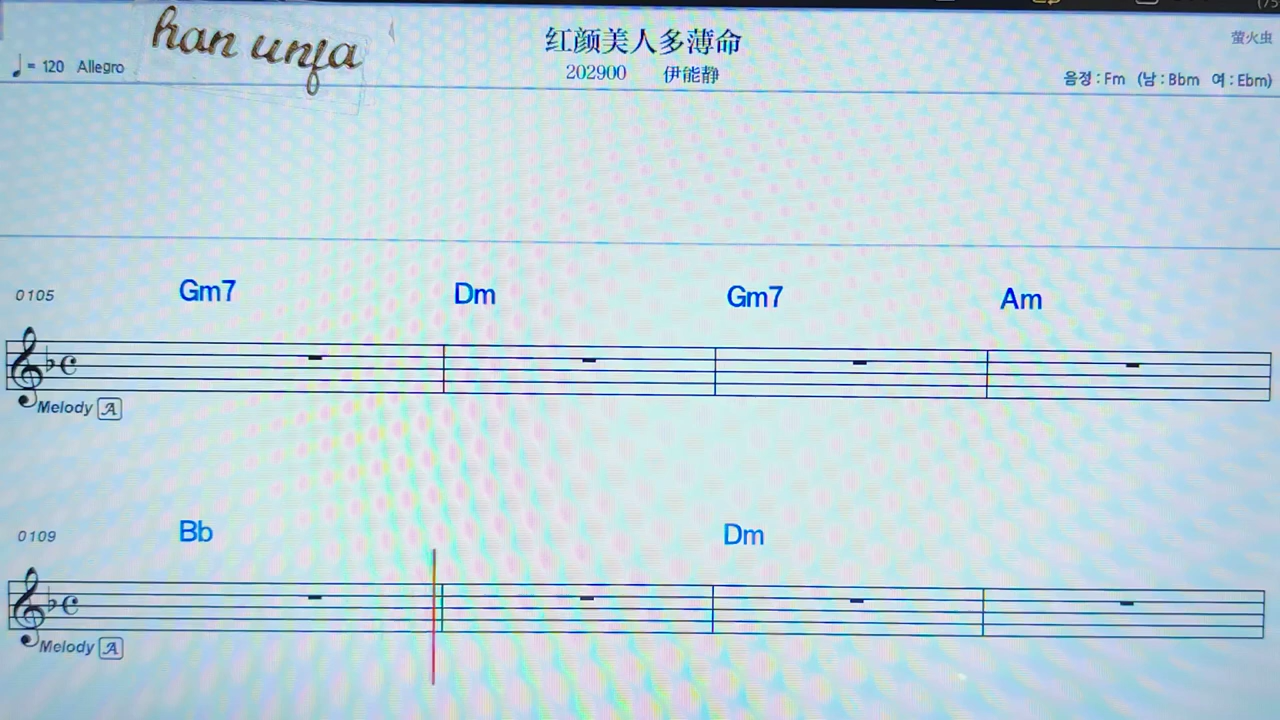 han unfa
红颜美人多薄命
萤火虫
♩= 120 Allegro
202900 伊能静
음정 : Fm (남 : Bbm 여 : Ebm)
0105 Gm7 Dm Gm7 Am
Melody A
0109 Bb Dm
Melody A